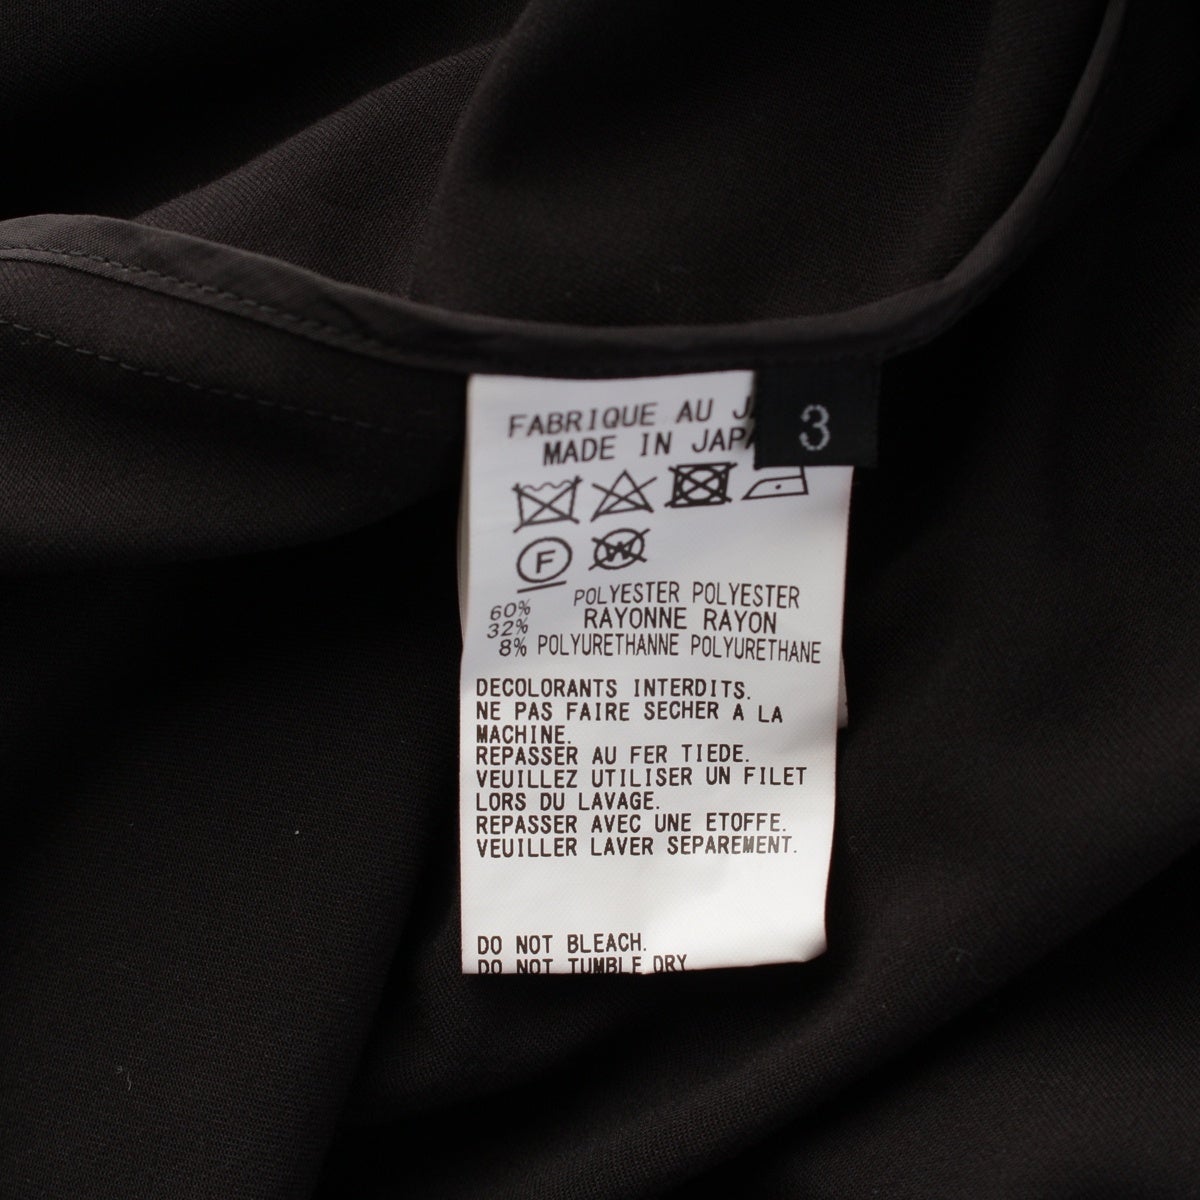 FABRIQUE AU
MADE IN
3
F
W
60% POLYESTER POLYESTER
32% RAYONNE RAYON
8% POLYURETHANNE POLYURETHANE
DECOLORANTS INTERDITS.
NE PAS FAIRE SECHER A LA
MACHINE.
REPASSER AU FER TIEDE.
VEUILLEZ UTILISER UN FILET
LORS DU LAVAGE.
REPASSER AVEC UNE ETOFFE.
VEUILLER LAVER SEPAREMENT.
DO NOT BLEACH.
DO NOT TUMBLE DRY